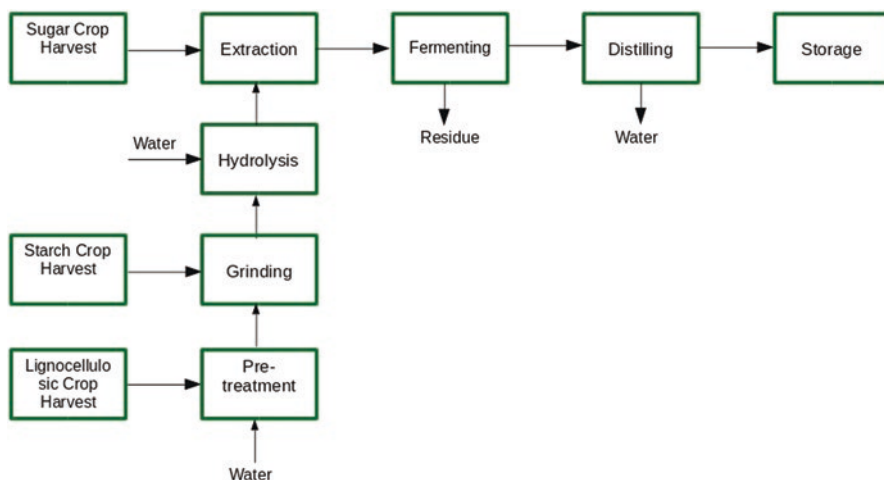 Sugar Crop
Harvest
Extraction
Fermenting
Distilling
Storage
Water
Hydrolysis
Residue
Water
Starch Crop
Harvest
Grinding
Lignocellulo
sic Crop
Harvest
Pre-
treatment
Water